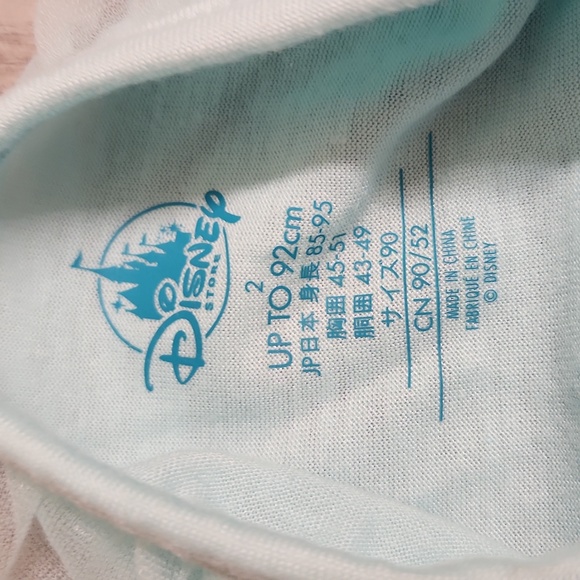 Disney
STORE
2
UP TO 92cm
JP日本 身長 85-95
胸囲 45-51
胴囲 43-49
サイズ90
CN 90/52
MADE IN CHINA
FABRIQUÉ EN CHINE
© DISNEY